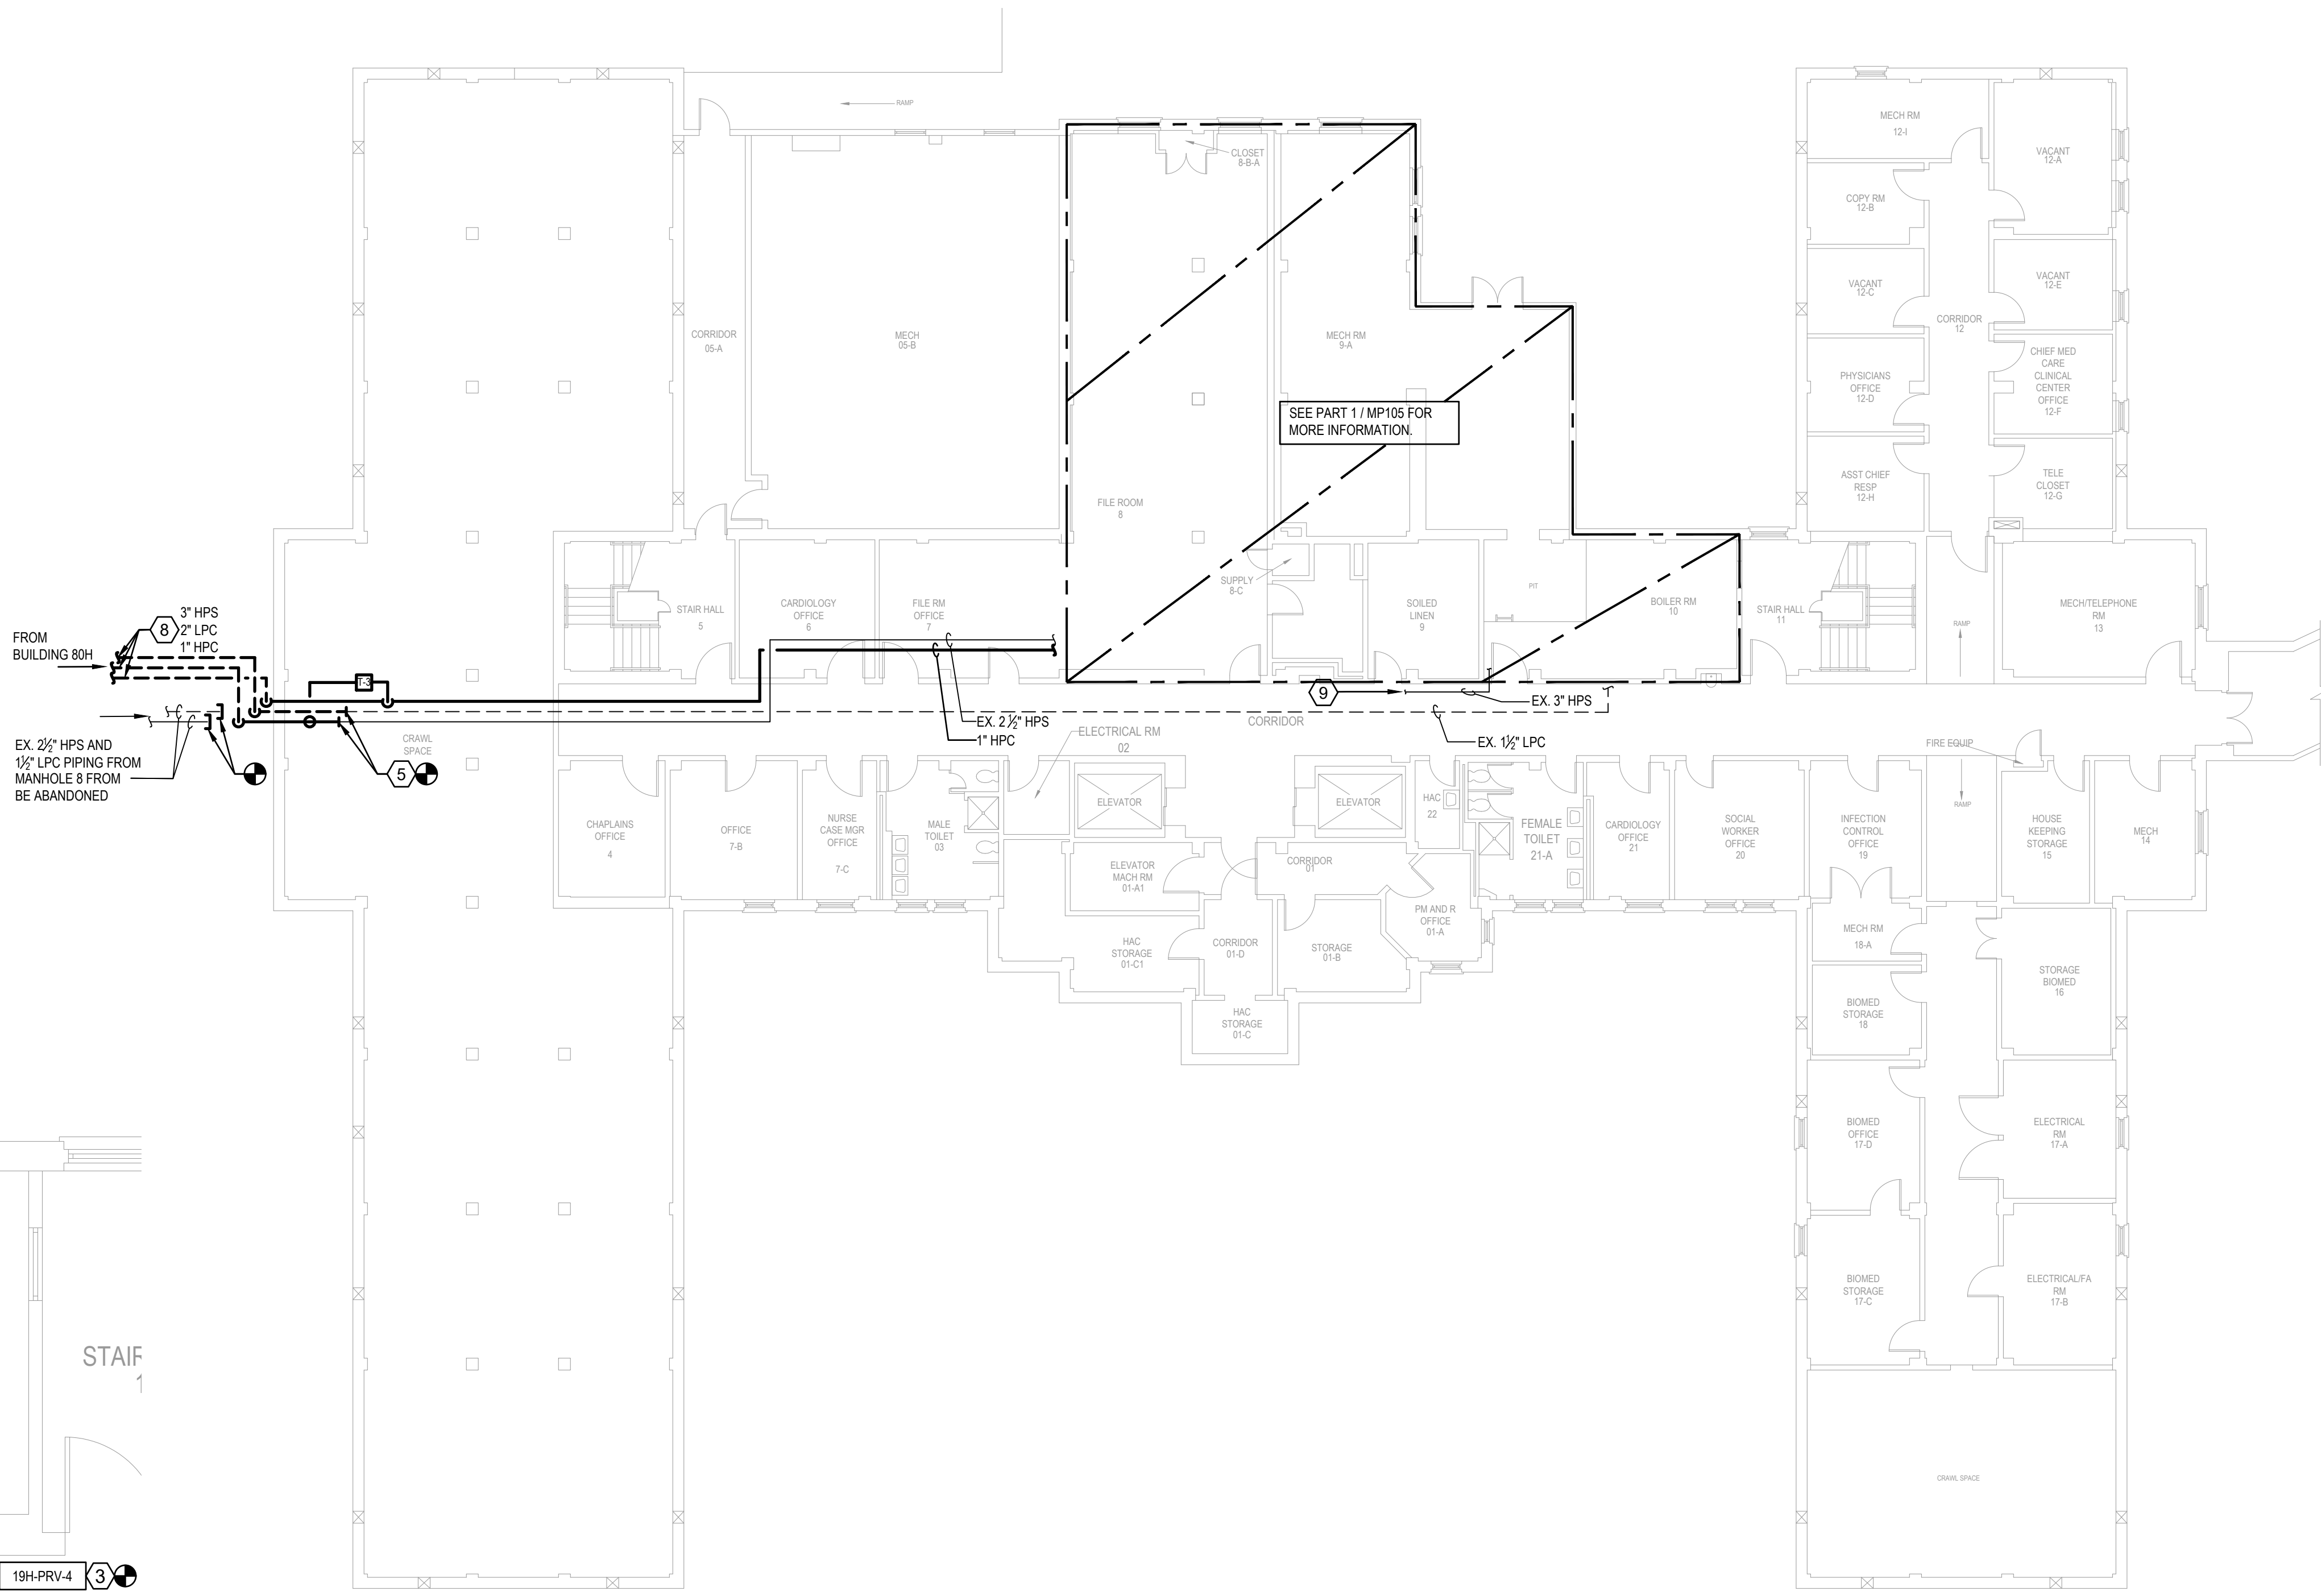 RAMP
MECH RM
12-I
VACANT
12-A
CLOSET
8-B-A
COPY RM
12-B
VACANT
12-C
VACANT
12-E
CORRIDOR
12
CORRIDOR
05-A
MECH
05-B
MECH RM
9-A
CHIEF MED
CARE
CLINICAL
CENTER
OFFICE
12-F
PHYSICIANS
OFFICE
12-D
SEE PART 1 / MP105 FOR
MORE INFORMATION.
ASST CHIEF
RESP
12-H
TELE
CLOSET
12-G
FILE ROOM
8
SUPPLY
8-C
PIT
STAIR HALL
5
CARDIOLOGY
OFFICE
6
FILE RM
OFFICE
7
SOILED
LINEN
9
BOILER RM
10
STAIR HALL
11
RAMP
MECH/TELEPHONE
RM
13
FROM
BUILDING 80H
8
3" HPS
2" LPC
1" HPC
T-3
9
EX. 3" HPS
EX. 2 ½" HPS
1" HPC
CORRIDOR
EX. 1½" LPC
ELECTRICAL RM
02
FIRE EQUIP
CRAWL
SPACE
5
EX. 2½" HPS AND
1½" LPC PIPING FROM
MANHOLE 8 FROM
BE ABANDONED
ELEVATOR
ELEVATOR
HAC
22
RAMP
CHAPLAINS
OFFICE
4
OFFICE
7-B
NURSE
CASE MGR
OFFICE
7-C
MALE
TOILET
03
FEMALE
TOILET
21-A
CARDIOLOGY
OFFICE
21
SOCIAL
WORKER
OFFICE
20
INFECTION
CONTROL
OFFICE
19
HOUSE
KEEPING
STORAGE
15
MECH
14
ELEVATOR
MACH RM
01-A1
CORRIDOR
01
PM AND R
OFFICE
01-A
HAC
STORAGE
01-C1
CORRIDOR
01-D
STORAGE
01-B
MECH RM
18-A
STORAGE
BIOMED
16
BIOMED
STORAGE
18
HAC
STORAGE
01-C
BIOMED
OFFICE
17-D
ELECTRICAL
RM
17-A
BIOMED
STORAGE
17-C
ELECTRICAL/FA
RM
17-B
CRAWL SPACE
19H-PRV-4
3